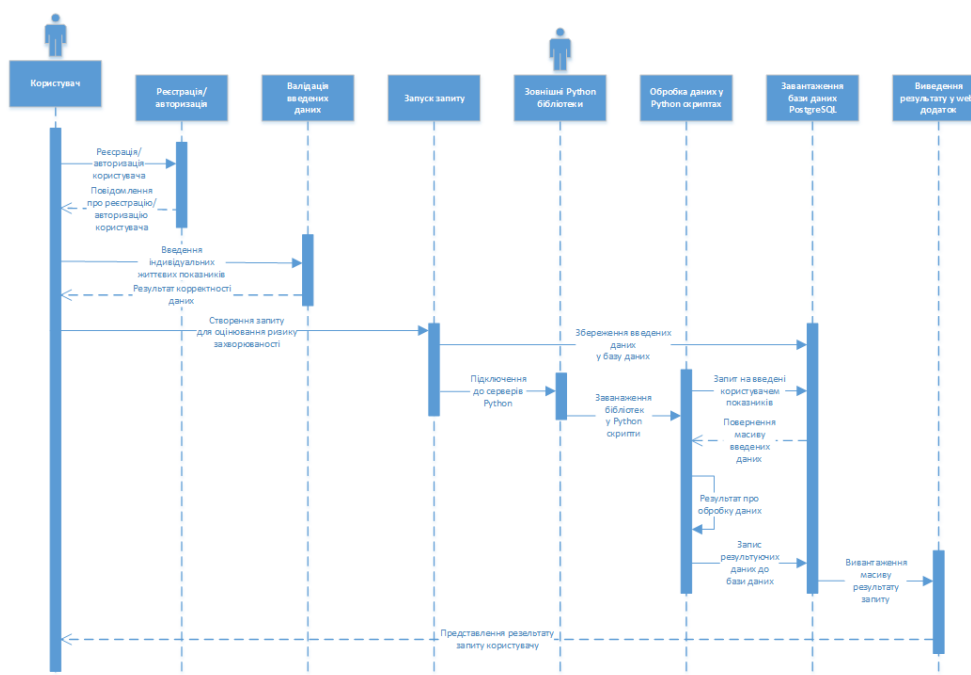 Користувач
Реєстрація/
авторизація
Валідація
введених
даних
Запуск запиту
Зовнішні Python
бібліотеки
Обробка даних у
Python скриптах
Завантаження
бази даних
PostgreSQL
Виведення
результату у web
додаток
Реєсрація/
авторизація
користувача
Повідомлення
про реєстрацію/
авторизацію
користувача
Введення
індивідуальних
життєвих показників
Результат корректності
даних
Створення запиту
для оцінювання ризику
захворюваності
Збереження введених
даних
у базу даних
Підключення
до серверів
Python
Заванаження
бібліотек
у Python
скрипти
Запит на введені
користувачем
показників
Повернення
масиву
введених
даних
Результат про
обробку даних
Запис
результуючих
даних до
бази даних
Вивантаження
масиву
результату
запиту
Представлення резельтату
запиту користувачу